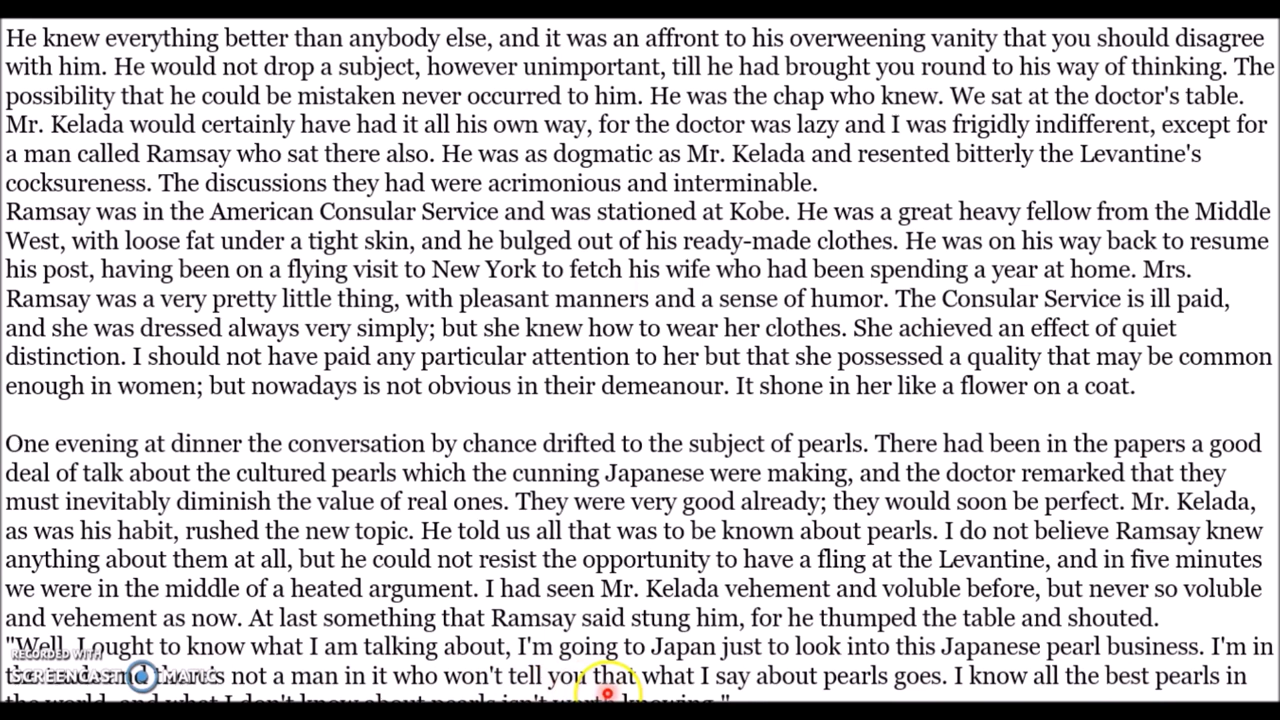 He knew everything better than anybody else, and it was an affront to his overweening vanity that you should disagree
with him. He would not drop a subject, however unimportant, till he had brought you round to his way of thinking. The
possibility that he could be mistaken never occurred to him. He was the chap who knew. We sat at the doctor's table.
Mr. Kelada would certainly have had it all his own way, for the doctor was lazy and I was frigidly indifferent, except for
a man called Ramsay who sat there also. He was as dogmatic as Mr. Kelada and resented bitterly the Levantine's
cocksureness. The discussions they had were acrimonious and interminable.
Ramsay was in the American Consular Service and was stationed at Kobe. He was a great heavy fellow from the Middle
West, with loose fat under a tight skin, and he bulged out of his ready-made clothes. He was on his way back to resume
his post, having been on a flying visit to New York to fetch his wife who had been spending a year at home. Mrs.
Ramsay was a very pretty little thing, with pleasant manners and a sense of humor. The Consular Service is ill paid,
and she was dressed always very simply; but she knew how to wear her clothes. She achieved an effect of quiet
distinction. I should not have paid any particular attention to her but that she possessed a quality that may be common
enough in women; but nowadays is not obvious in their demeanour. It shone in her like a flower on a coat.
One evening at dinner the conversation by chance drifted to the subject of pearls. There had been in the papers a good
deal of talk about the cultured pearls which the cunning Japanese were making, and the doctor remarked that they
must inevitably diminish the value of real ones. They were very good already; they would soon be perfect. Mr. Kelada,
as was his habit, rushed the new topic. He told us all that was to be known about pearls. I do not believe Ramsay knew
anything about them at all, but he could not resist the opportunity to have a fling at the Levantine, and in five minutes
we were in the middle of a heated argument. I had seen Mr. Kelada vehement and voluble before, but never so voluble
and vehement as now. At last something that Ramsay said stung him, for he thumped the table and shouted.
"Well, I ought to know what I am talking about, I'm going to Japan just to look into this Japanese pearl business. I'm in
RECORDED WITH
not a man in it who won't tell you that what I say about pearls goes. I know all the best pearls in
SCREENCAST MATIC
the world, and what I don't know about pearls isn't worth knowing."